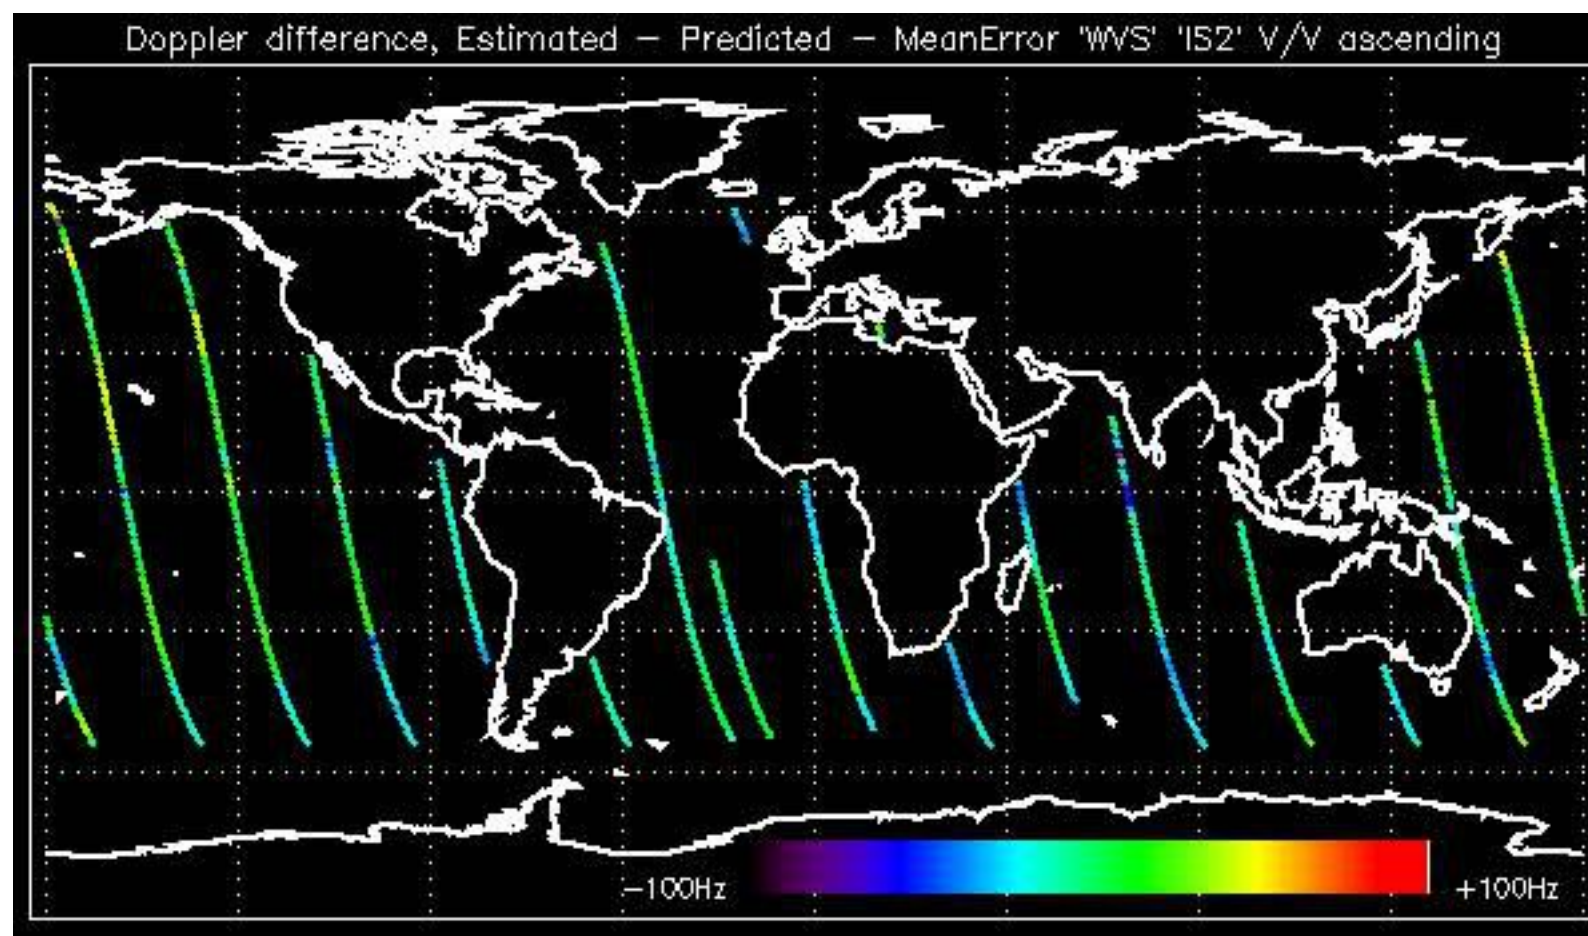 Doppler difference, Estimated – Predicted – MeanError 'WVS' 'IS2' V/V ascending
–100Hz +100Hz